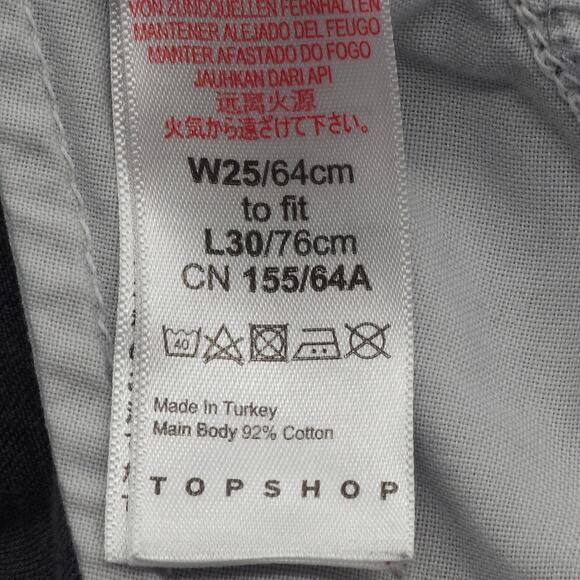 VON ZUNDQUELLEN FERNHALTEN
MANTENER ALEJADO DEL FEUGO
MANTER AFASTADO DO FOGO
JAUHKAN DARI API
远离火源
火気から遠ざけて下さい。
W25/64cm
to fit
L30/76cm
CN 155/64A
40
Made In Turkey
Main Body 92% Cotton
TOPSHOP